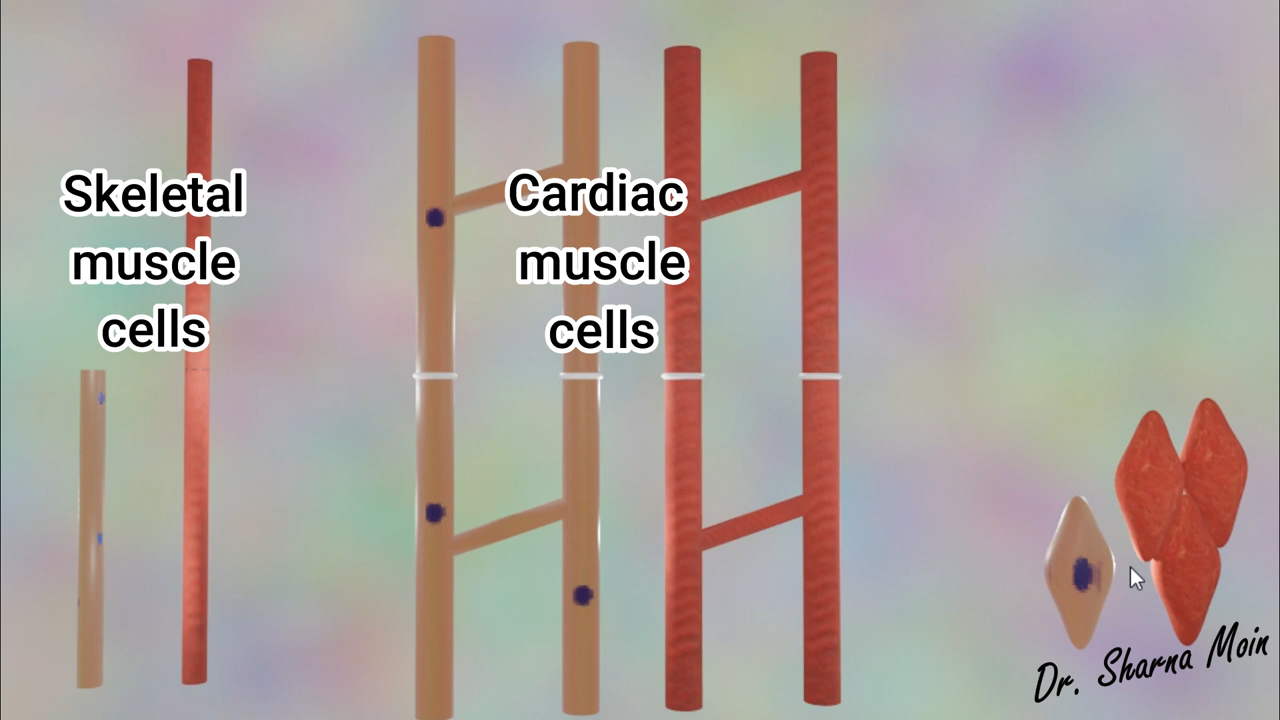 Skeletal
muscle
cells
Cardiac
muscle
cells
Dr. Sharna Moin